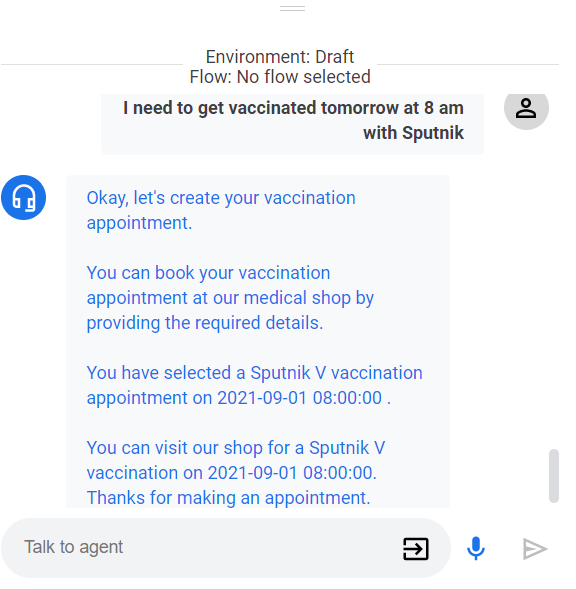 Environment: Draft
Flow: No flow selected
I need to get vaccinated tomorrow at 8 am
with Sputnik
Okay, let's create your vaccination
appointment.
You can book your vaccination
appointment at our medical shop by
providing the required details.
You have selected a Sputnik V vaccination
appointment on 2021-09-01 08:00:00 .
You can visit our shop for a Sputnik V
vaccination on 2021-09-01 08:00:00.
Thanks for making an appointment.
Talk to agent